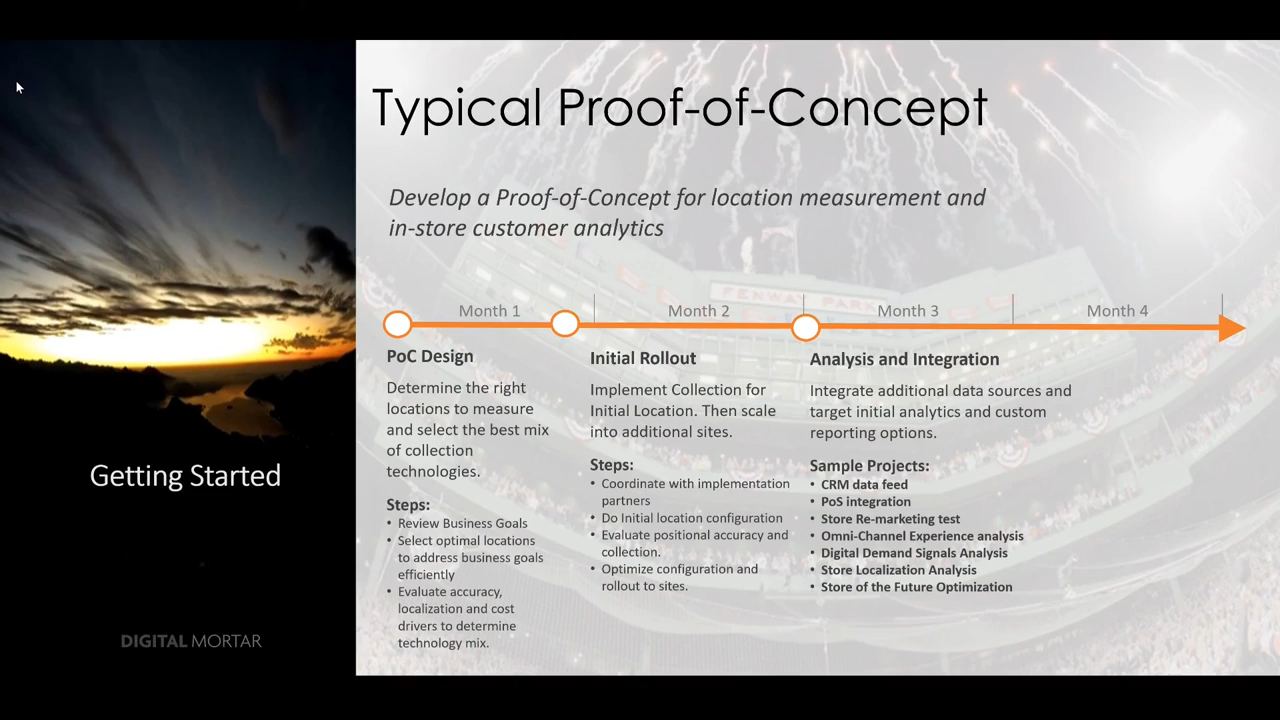 Typical Proof-of-Concept
Develop a Proof-of-Concept for location measurement and
in-store customer analytics
Month 1
Month 2
Month 3
Month 4
PoC Design
Determine the right
locations to measure
and select the best mix
of collection
technologies.
Steps:
• Review Business Goals
• Select optimal locations
to address business goals
efficiently
• Evaluate accuracy,
localization and cost
drivers to determine
technology mix.
Initial Rollout
Implement Collection for
Initial Location. Then scale
into additional sites.
Steps:
• Coordinate with implementation
partners
• Do Initial location configuration
• Evaluate positional accuracy and
collection.
• Optimize configuration and
rollout to sites.
Analysis and Integration
Integrate additional data sources and
target initial analytics and custom
reporting options.
Sample Projects:
• CRM data feed
• PoS integration
• Store Re-marketing test
• Omni-Channel Experience analysis
• Digital Demand Signals Analysis
• Store Localization Analysis
• Store of the Future Optimization
Getting Started
DIGITAL MORTAR
FENWAY PARK